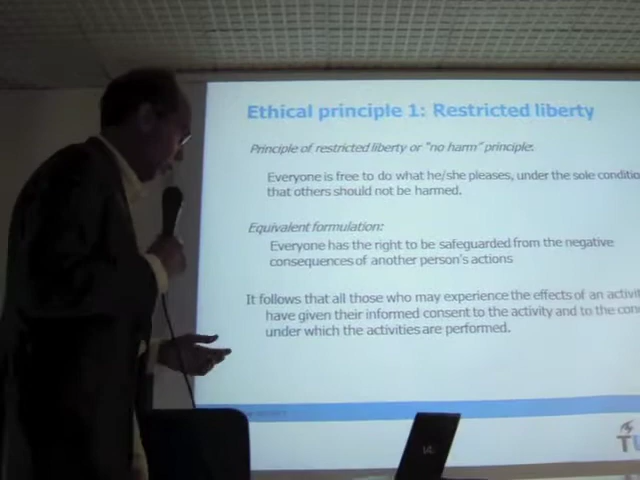 Ethical principle 1: Restricted liberty
Principle of restricted liberty or "no harm" principle:
Everyone is free to do what he/she pleases, under the sole
that others should not be harmed.
Equivalent formulation:
Everyone has the right to be safeguarded from the negative
consequences of another person's actions
It follows that all those who may experience the effects of an
have given their informed consent to the activity and to the
under which the activities are performed.